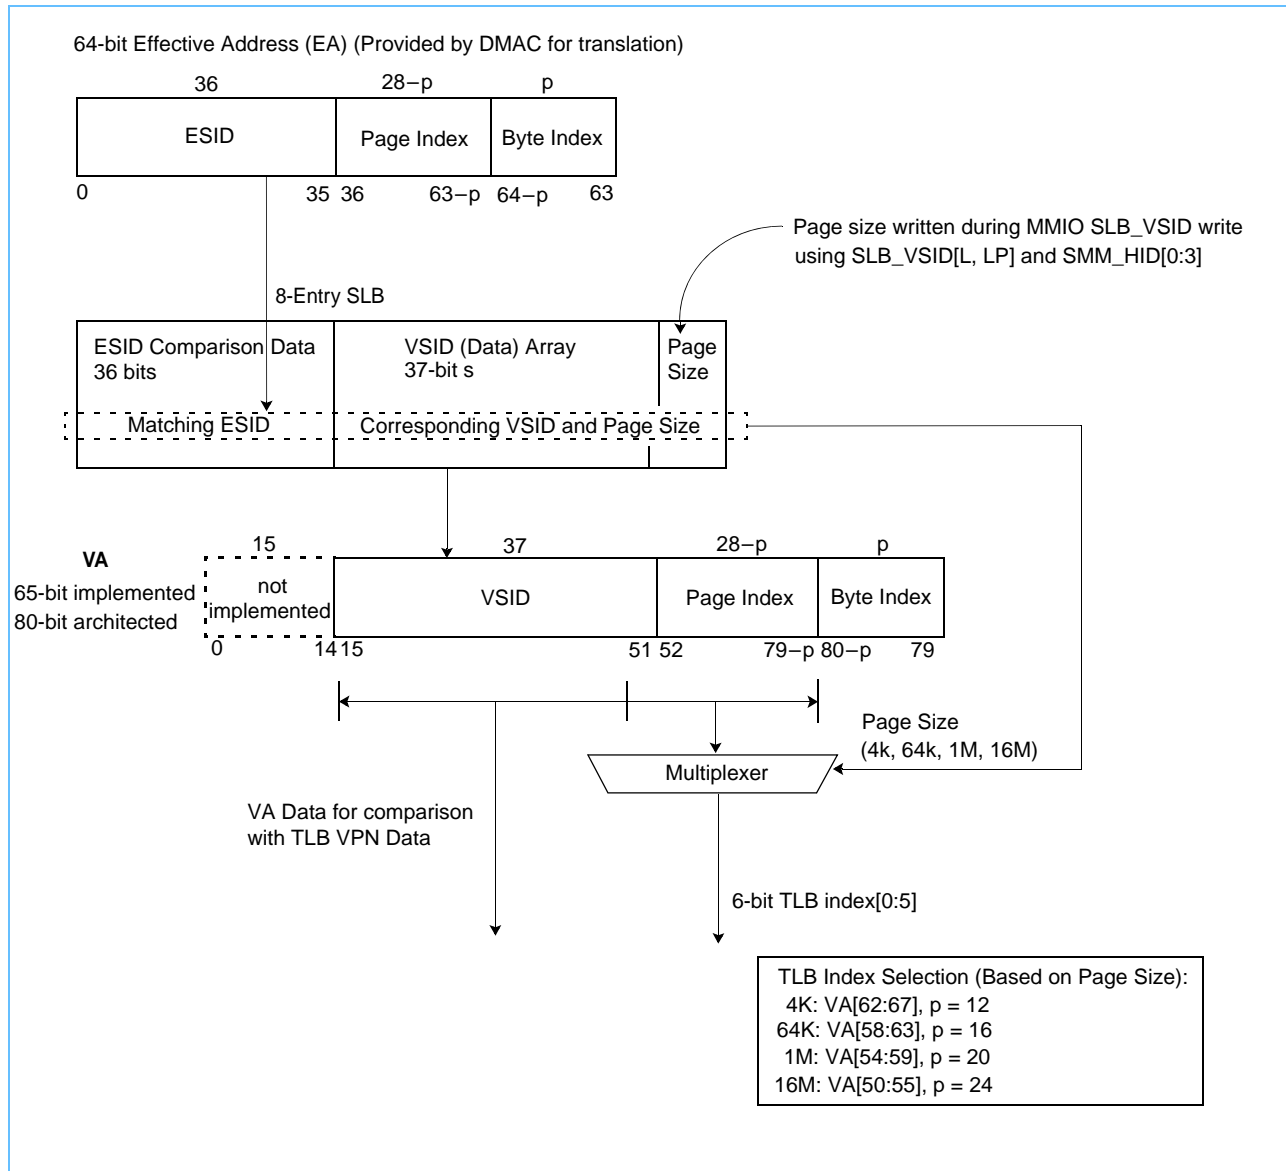 64-bit Effective Address (EA) (Provided by DMAC for translation)
36 28−p p
ESID Page Index Byte Index
0 35 36 63−p 64−p 63
Page size written during MMIO SLB_VSID write
using SLB_VSID[L, LP] and SMM_HID[0:3]
8-Entry SLB
ESID Comparison Data
36 bits
VSID (Data) Array
37-bit s
Page
Size
Matching ESID Corresponding VSID and Page Size
15 37 28−p p
VA
65-bit implemented
80-bit architected
not
implemented
VSID Page Index Byte Index
0 14 15 51 52 79−p 80−p 79
Page Size
(4k, 64k, 1M, 16M)
Multiplexer
VA Data for comparison
with TLB VPN Data
6-bit TLB index[0:5]
TLB Index Selection (Based on Page Size):
4K: VA[62:67], p = 12
64K: VA[58:63], p = 16
1M: VA[54:59], p = 20
16M: VA[50:55], p = 24